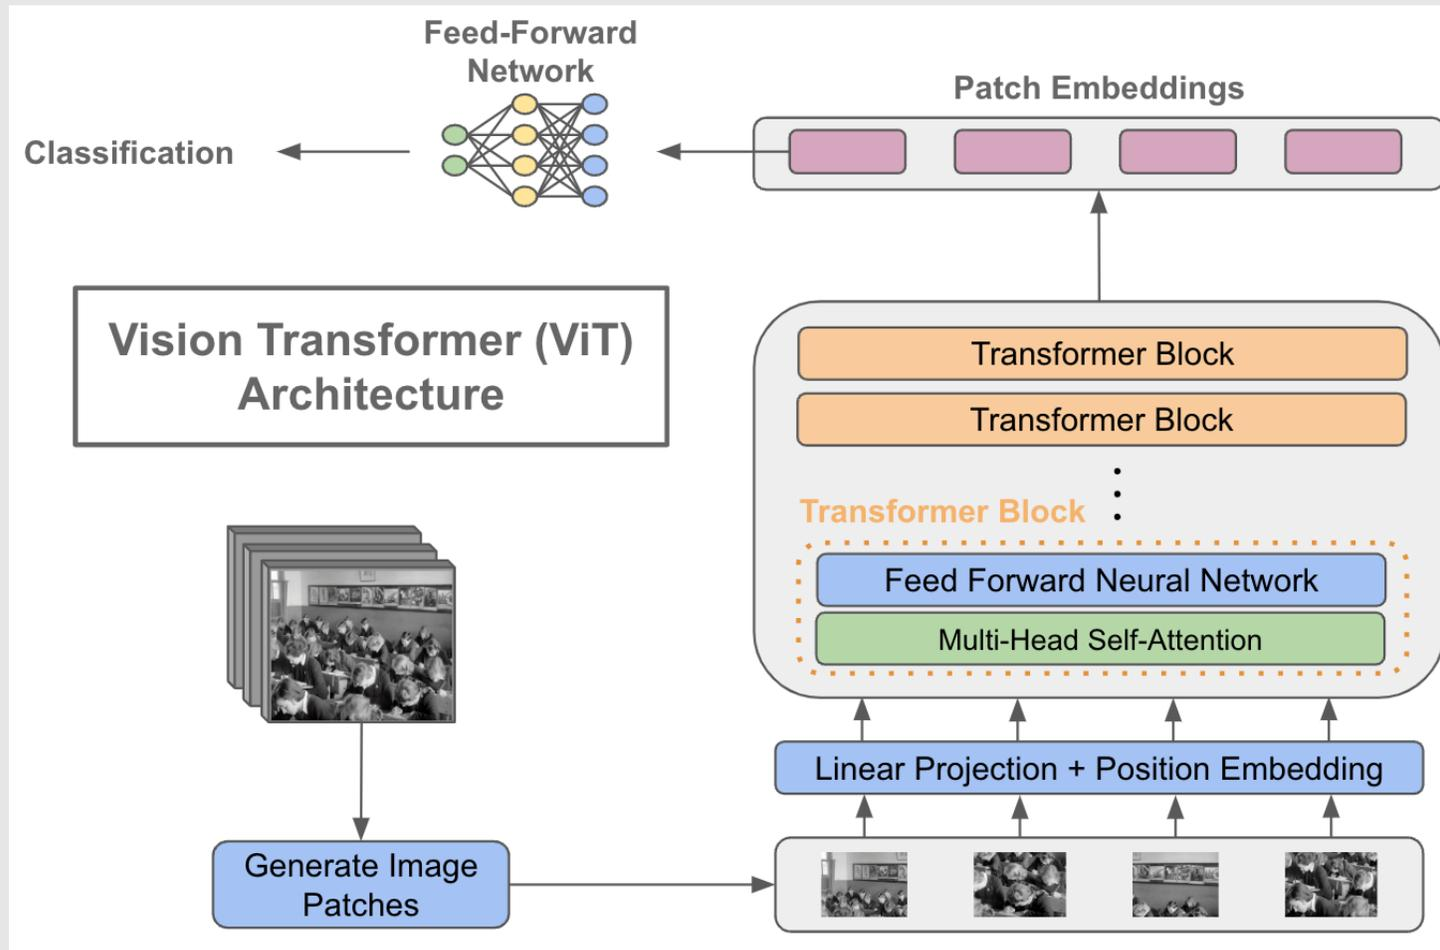 Feed-Forward
Network
Patch Embeddings
Classification
Vision Transformer (ViT)
Architecture
Transformer Block
Transformer Block
Transformer Block
Feed Forward Neural Network
Multi-Head Self-Attention
Linear Projection + Position Embedding
Generate Image
Patches